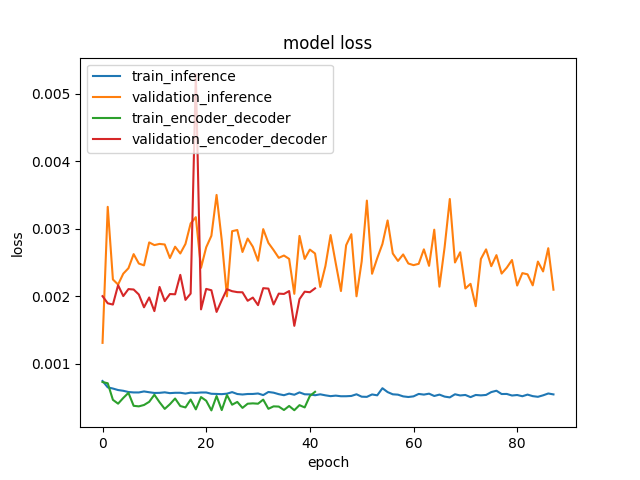 model loss
train_inference
validation_inference
train_encoder_decoder
validation_encoder_decoder
0.005
0.004
0.003
0.002
0.001
loss
0 20 40 60 80
epoch